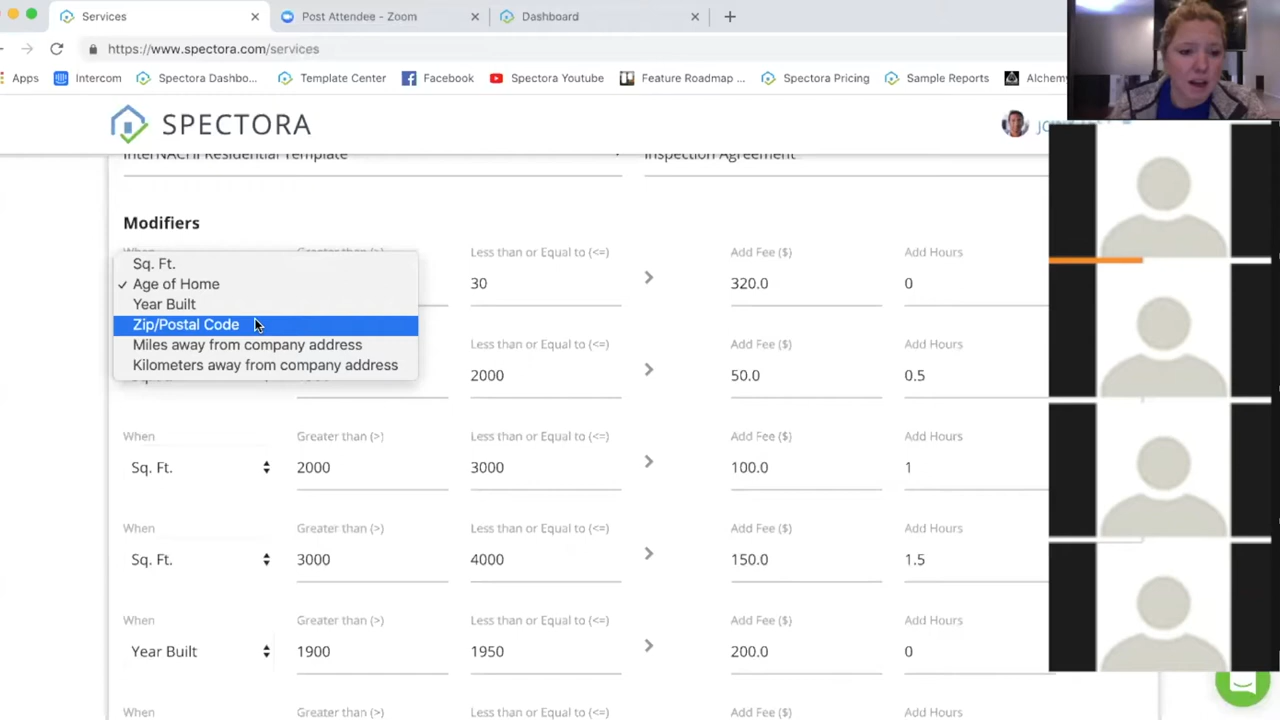 Services
Post Attendee - Zoom
Dashboard
https://www.spectora.com/services
Apps
Intercom
Spectora Dashbo...
Template Center
Facebook
Spectora Youtube
Feature Roadmap ...
Spectora Pricing
Sample Reports
Alchemy
SPECTORA
InterNACHI Residential Template
Inspection Agreement
Modifiers
When
Less than or Equal to (<=)
Add Fee ($)
Add Hours
Sq. Ft.
✓ Age of Home
Year Built
Zip/Postal Code
Miles away from company address
Kilometers away from company address
30
320.0
0
Less than or Equal to (<=)
Add Fee ($)
Add Hours
2000
50.0
0.5
When
Greater than (>)
Less than or Equal to (<=)
Add Fee ($)
Add Hours
Sq. Ft.
2000
3000
100.0
1
When
Greater than (>)
Less than or Equal to (<=)
Add Fee ($)
Add Hours
Sq. Ft.
3000
4000
150.0
1.5
When
Greater than (>)
Less than or Equal to (<=)
Add Fee ($)
Add Hours
Year Built
1900
1950
200.0
0
When
Greater than (>)
Less than or Equal to (<=)
Add Fee ($)
Add Hours